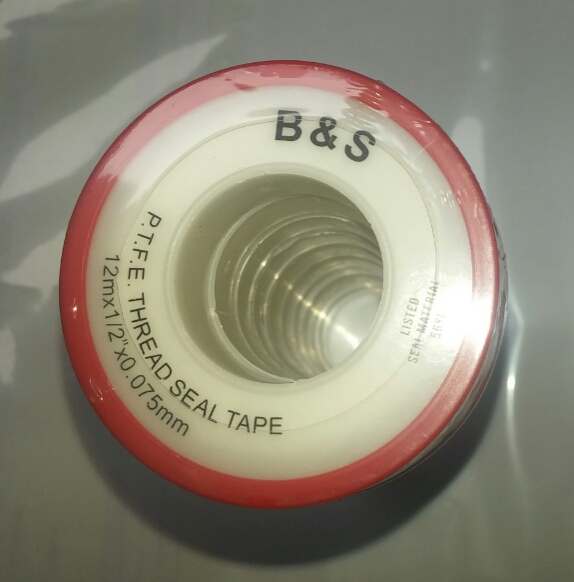 B&S
P.T.F.E. THREAD SEAL TAPE
12mx1/2"x0.075mm
LISTED
SEAL MATERIAL